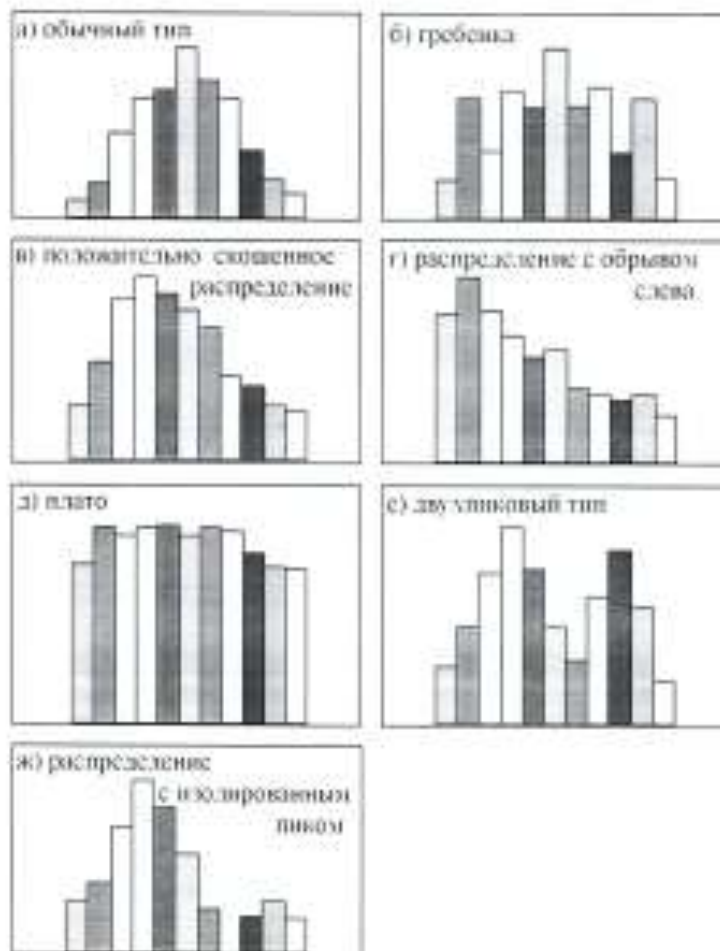 а) обычный тип
б) гребенка
в) положительно скошенное
распределение
г) распределение с обрывом
слева
д) плато
е) двухпиковый тип
ж) распределение
с изолированным
пиком